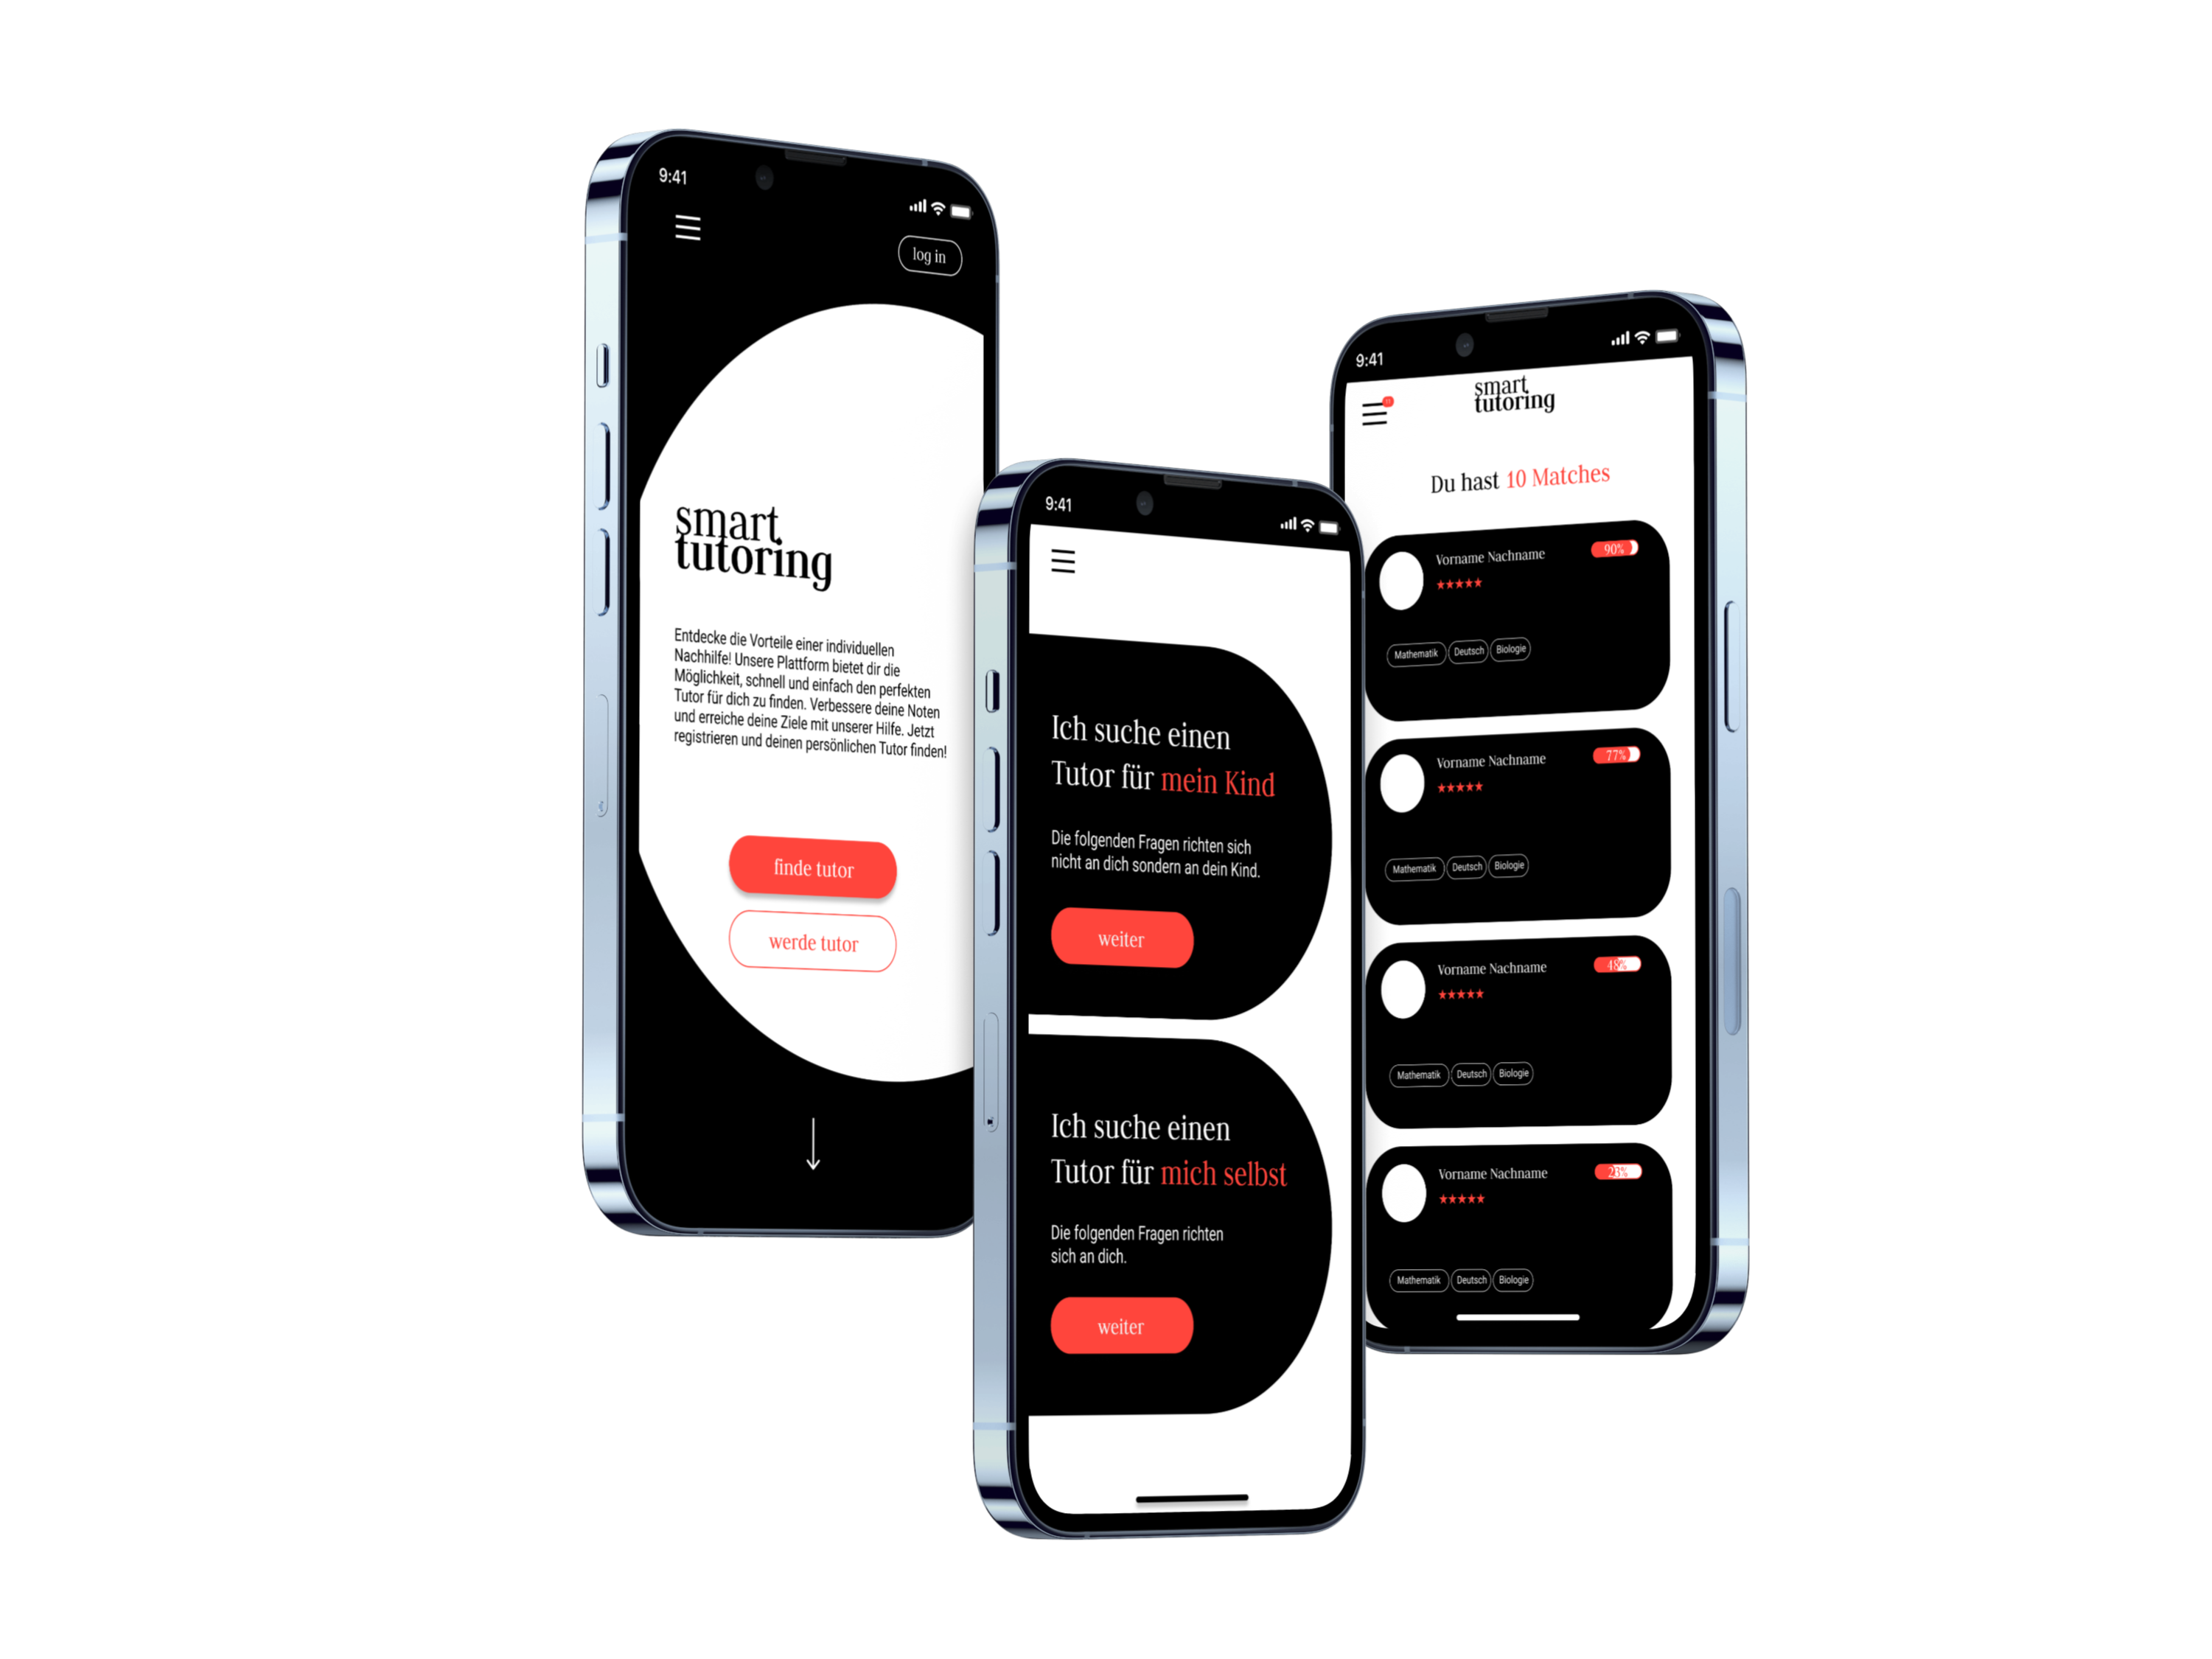 9:41
log in
smart
tutoring
Entdecke die Vorteile einer individuellen
Nachhilfe! Unsere Plattform bietet dir die
Möglichkeit, schnell und einfach den perfekten
Tutor für dich zu finden. Verbessere deine Noten
und erreiche deine Ziele mit unserer Hilfe. Jetzt
registrieren und deinen persönlichen Tutor finden!
finde tutor
werde tutor
9:41
Ich suche einen
Tutor für mein Kind
Die folgenden Fragen richten sich
nicht an dich sondern an dein Kind.
weiter
Ich suche einen
Tutor für mich selbst
Die folgenden Fragen richten
sich an dich.
weiter
9:41
smart
tutoring
Du hast 10 Matches
Vorname Nachname 90%
Mathematik Deutsch Biologie
Vorname Nachname 77%
Mathematik Deutsch Biologie
Vorname Nachname 48%
Mathematik Deutsch Biologie
Vorname Nachname 23%
Mathematik Deutsch Biologie